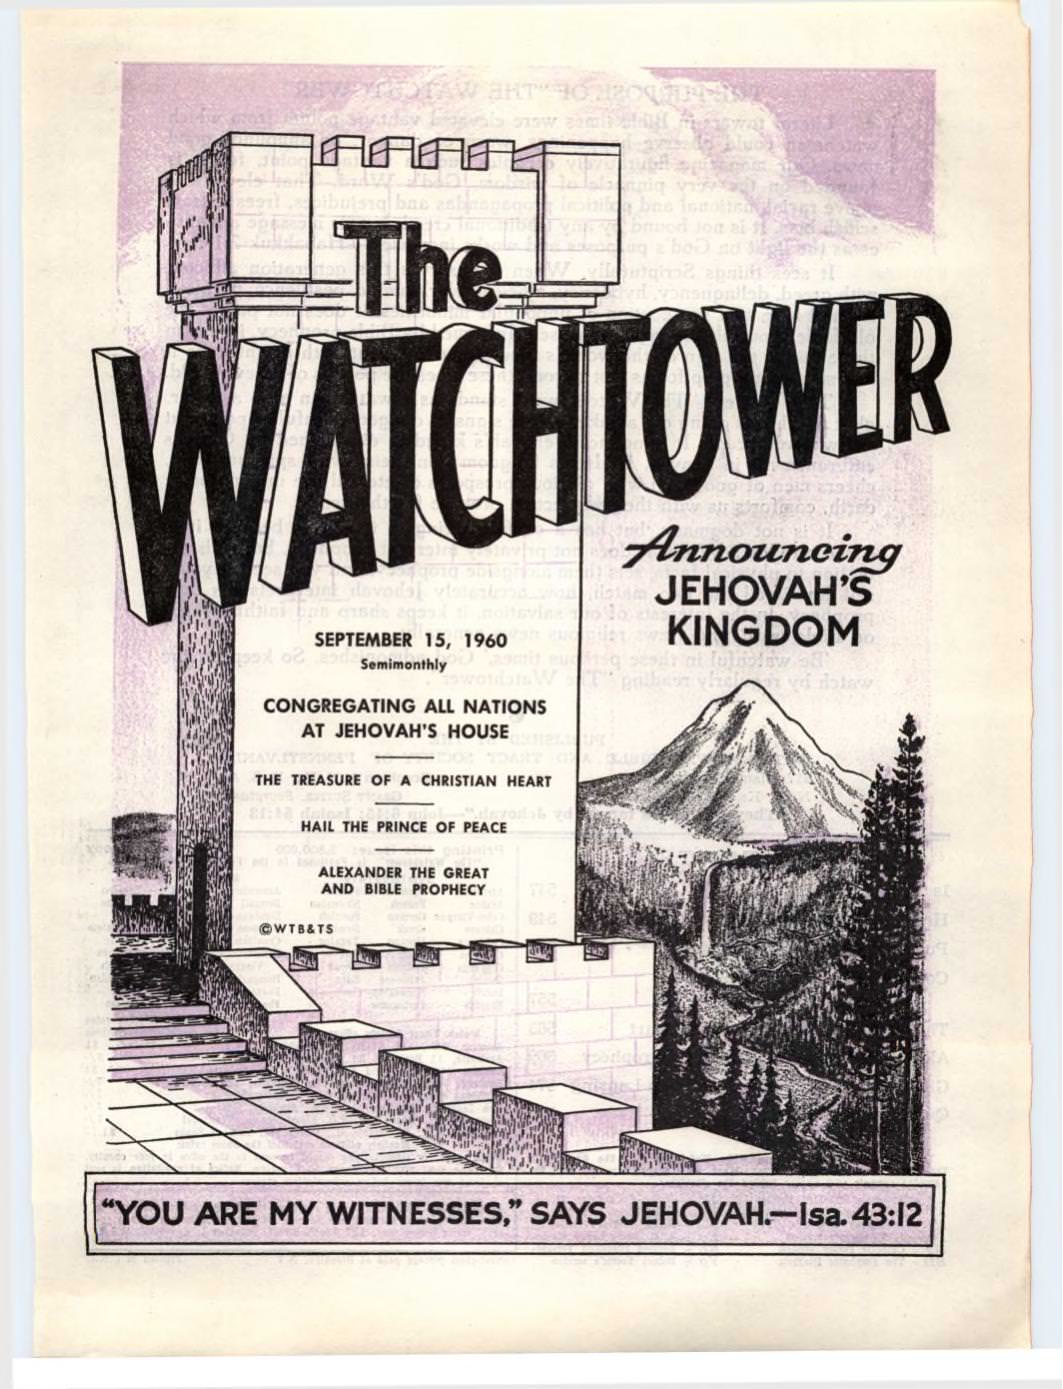 The
WATCHTOWER
Announcing
JEHOVAH'S
KINGDOM
SEPTEMBER 15, 1960
Semimonthly
CONGREGATING ALL NATIONS
AT JEHOVAH'S HOUSE
THE TREASURE OF A CHRISTIAN HEART
HAIL THE PRINCE OF PEACE
ALEXANDER THE GREAT
AND BIBLE PROPHECY
©WTB&TS
"YOU ARE MY WITNESSES," SAYS JEHOVAH.—Isa. 43:12